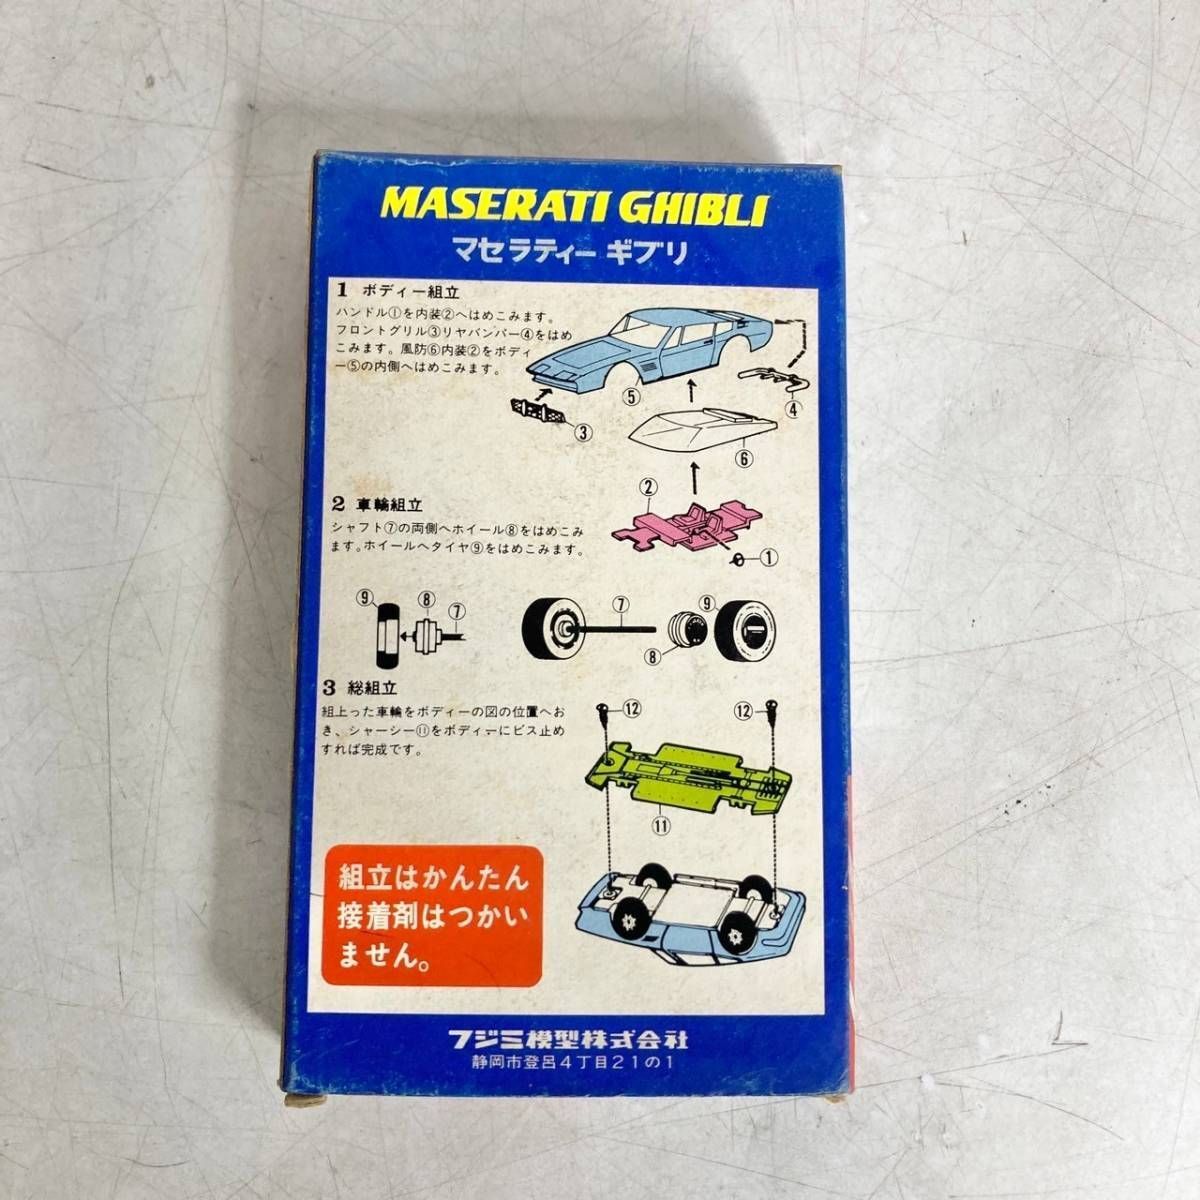 MASERATI GHIBLI
マセラティー ギブリ
1 ボディー組立
ハンドル①を内装②へはめこみます。
フロントグリル③リヤバンパー④をはめ
こみます。風防⑥内装②をボディ
ー⑤の内側へはめこみます。
⑤
④
③
⑥
②
①
2 車輪組立
シャフト⑦の両側へホイール⑧をはめこみ
ます。ホイールへタイヤ⑨をはめこみます。
⑨
⑧
⑦
⑦
⑨
⑧
3 総組立
組上った車輪をボディーの図の位置へお
き、シャーシー⑪をボディーにビス止め
すれば完成です。
⑫
⑫
⑪
組立はかんたん
接着剤はつかい
ません。
フジミ模型株式会社
静岡市登呂4丁目21の1